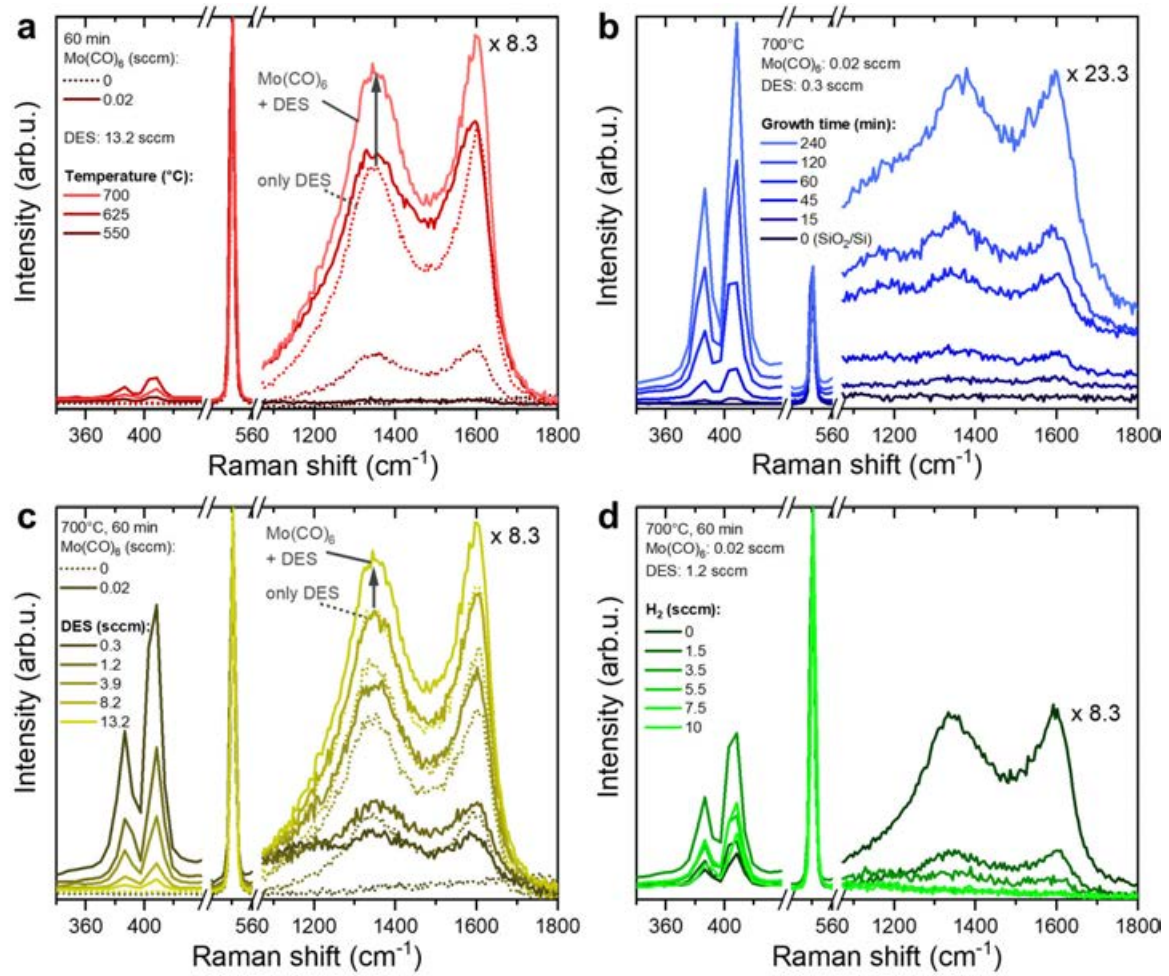 a
60 min
Mo(CO)₆ (sccm):
0
0.02
DES: 13.2 sccm
Temperature (°C):
700
625
550
Mo(CO)₆
+ DES
only DES
x 8.3
Intensity (arb.u.)
360 400 560 1200 1400 1600 1800
Raman shift (cm⁻¹)
b
700°C
Mo(CO)₆: 0.02 sccm
DES: 0.3 sccm
Growth time (min):
240
120
60
45
15
0 (SiO₂/Si)
x 23.3
Intensity (arb.u.)
360 400 560 1200 1400 1600 1800
Raman shift (cm⁻¹)
c
700°C, 60 min
Mo(CO)₆ (sccm):
0
0.02
DES (sccm):
0.3
1.2
3.9
8.2
13.2
Mo(CO)₆
+ DES
only DES
x 8.3
Intensity (arb.u.)
360 400 560 1200 1400 1600 1800
Raman shift (cm⁻¹)
d
700°C, 60 min
Mo(CO)₆: 0.02 sccm
DES: 1.2 sccm
H₂ (sccm):
0
1.5
3.5
5.5
7.5
10
x 8.3
Intensity (arb.u.)
360 400 560 1200 1400 1600 1800
Raman shift (cm⁻¹)